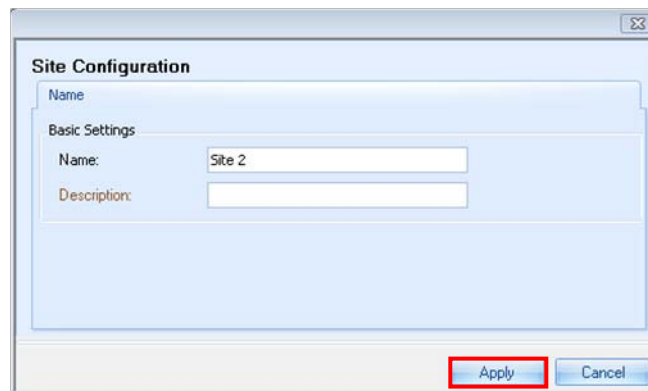 Site Configuration
Name
Basic Settings
Name: Site 2
Description:
Apply Cancel